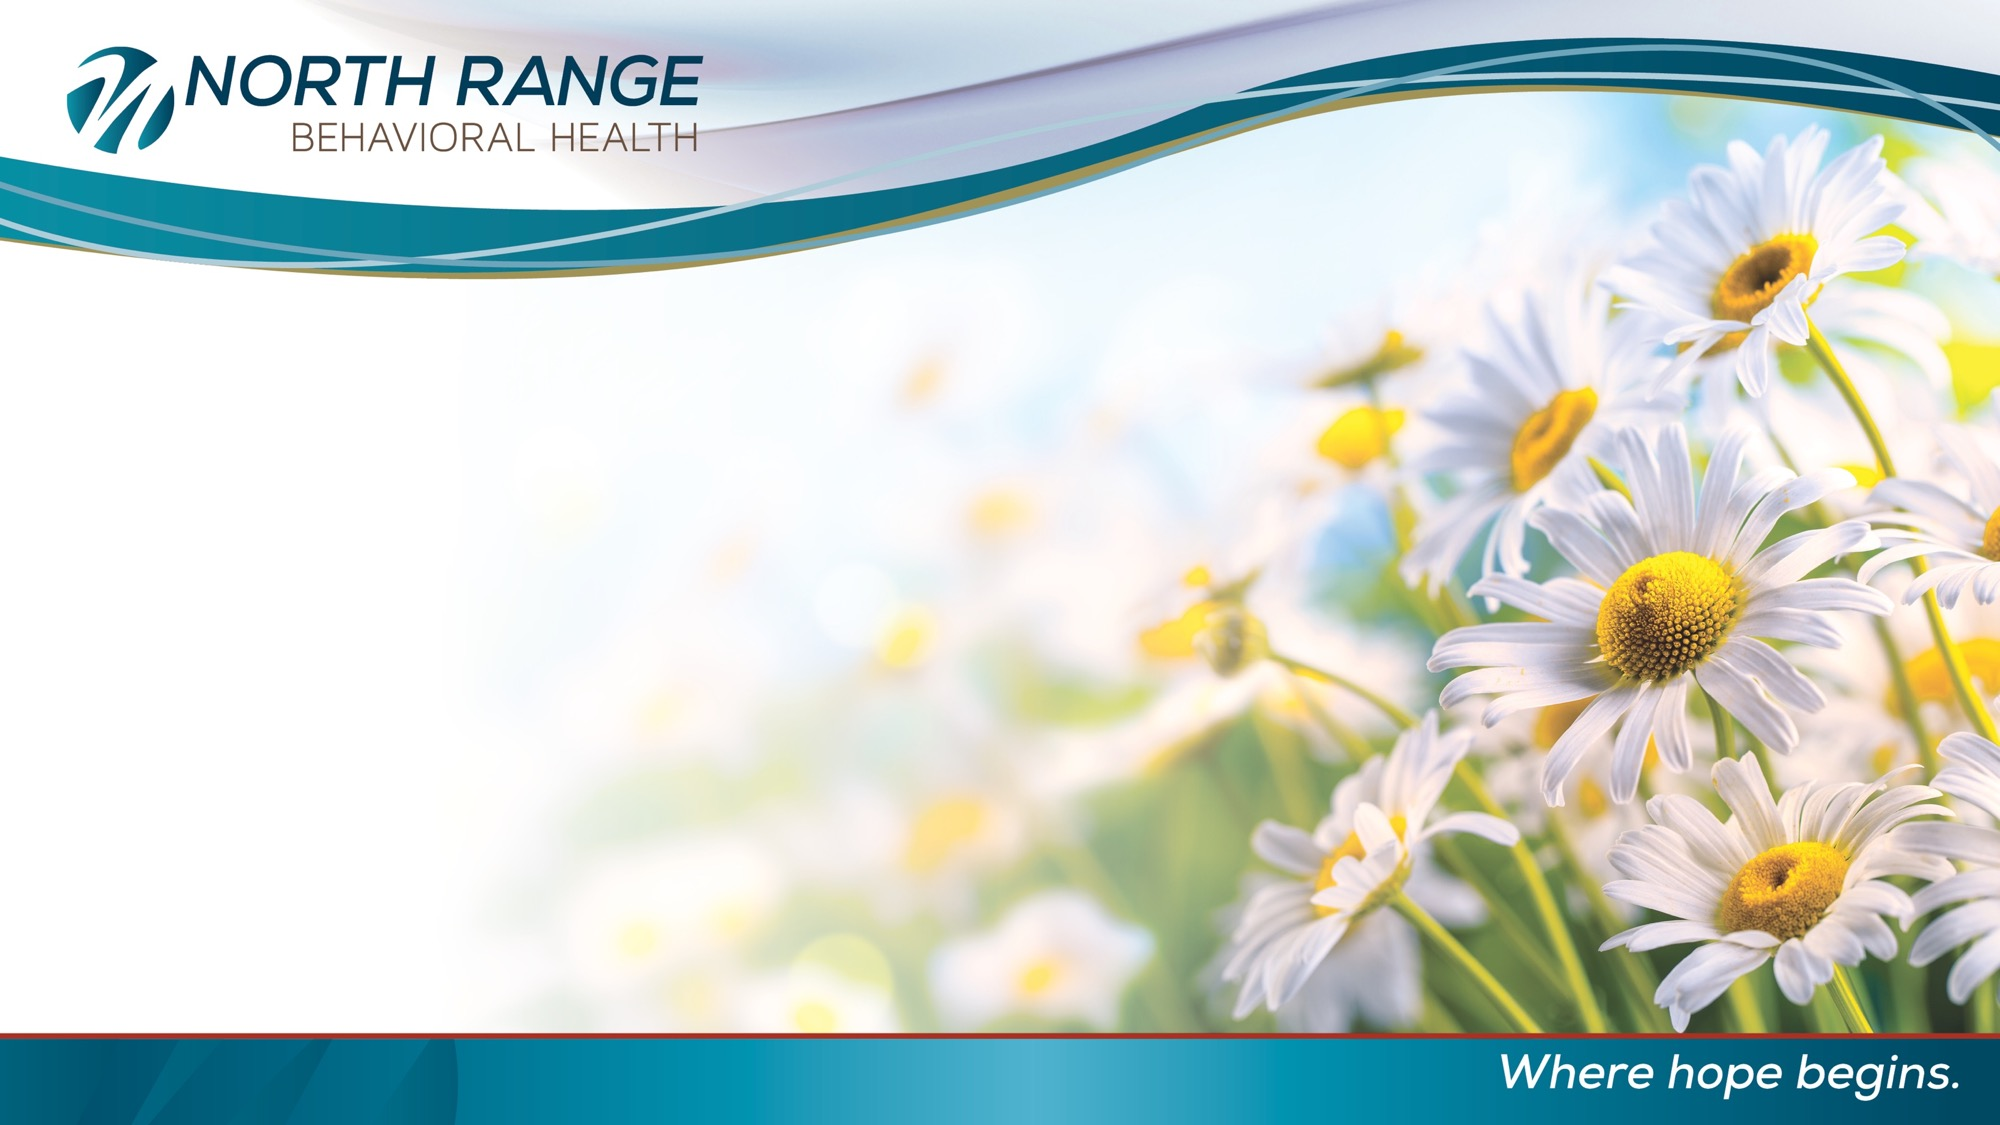 NORTH RANGE
BEHAVIORAL HEALTH
Where hope begins.